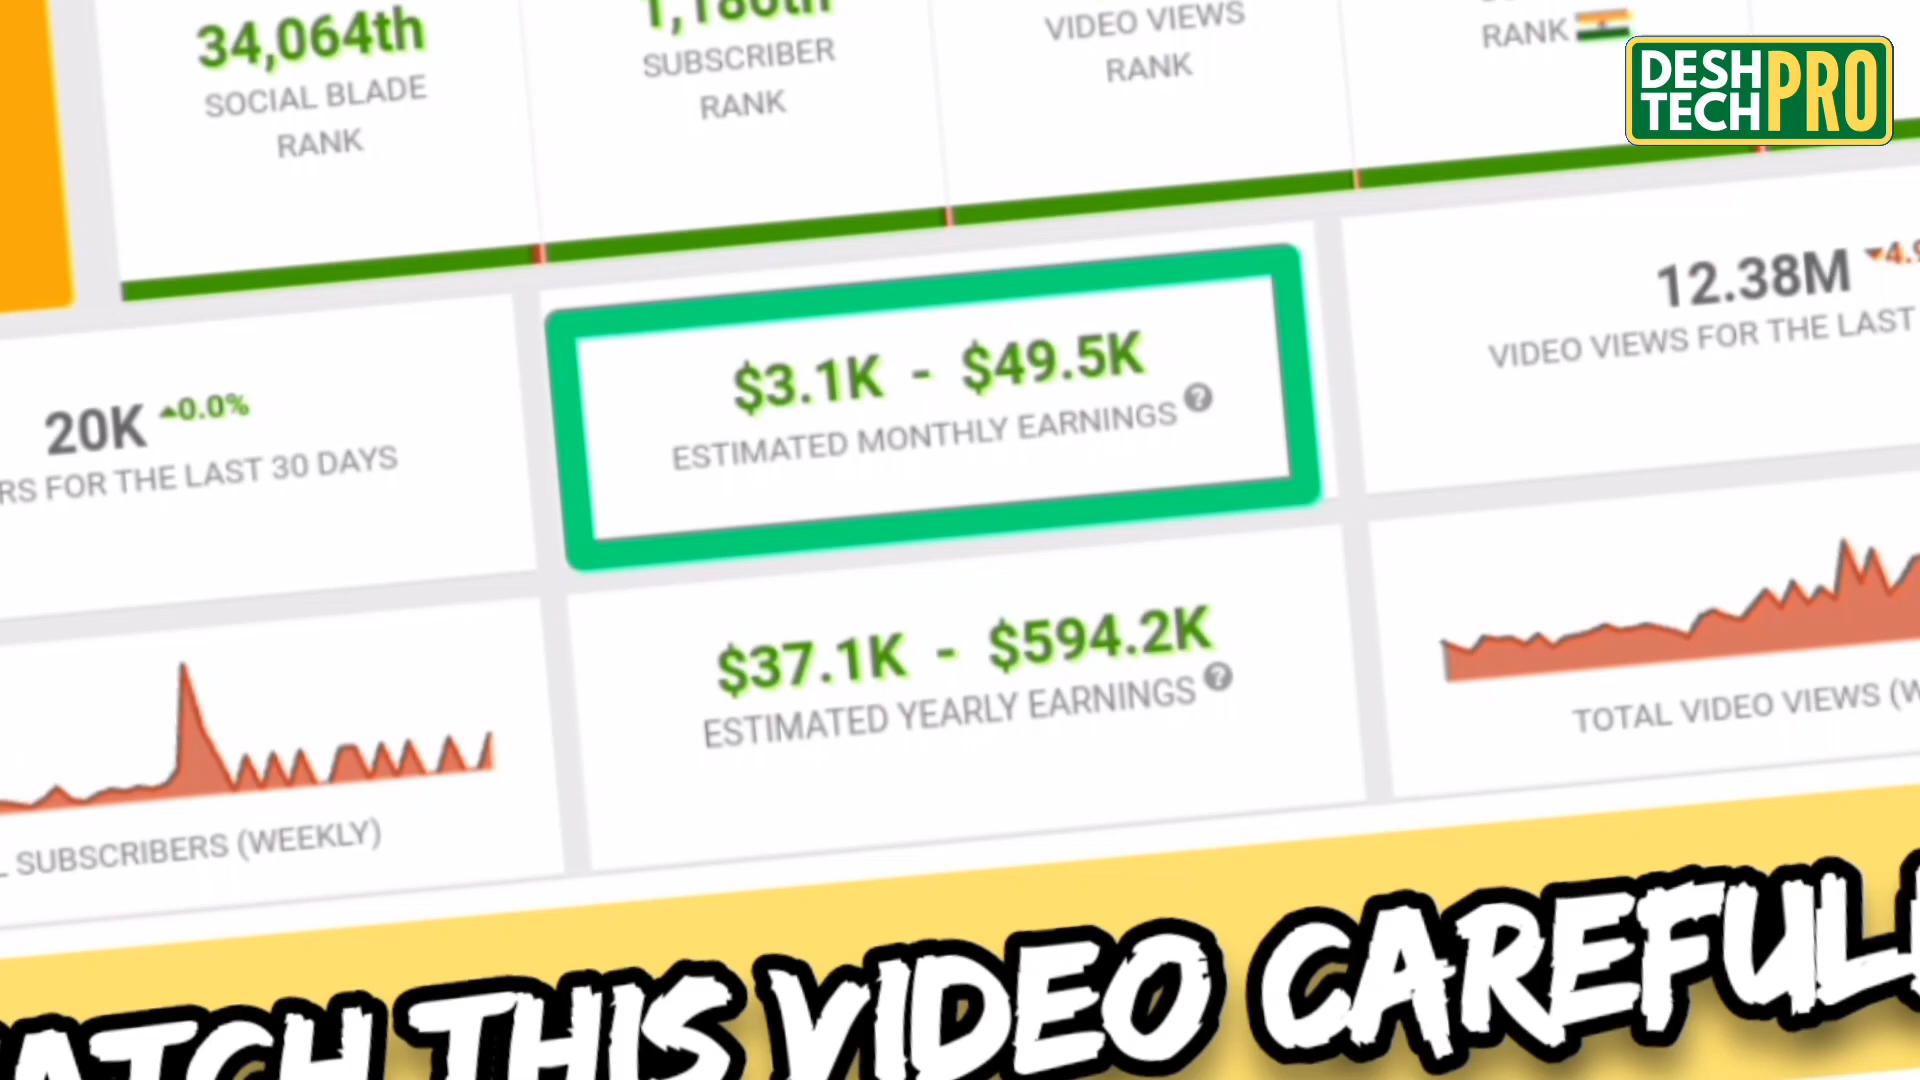 34,064th
SOCIAL BLADE
RANK
SUBSCRIBER
RANK
VIDEO VIEWS
RANK
RANK
DESH
TECH
PRO
20K 0.0%
RS FOR THE LAST 30 DAYS
$3.1K - $49.5K
ESTIMATED MONTHLY EARNINGS ?
12.38M
VIDEO VIEWS FOR THE LAST
SUBSCRIBERS (WEEKLY)
$37.1K - $594.2K
ESTIMATED YEARLY EARNINGS ?
TOTAL VIDEO VIEWS (W
ATCH THIS VIDEO CAREFUL